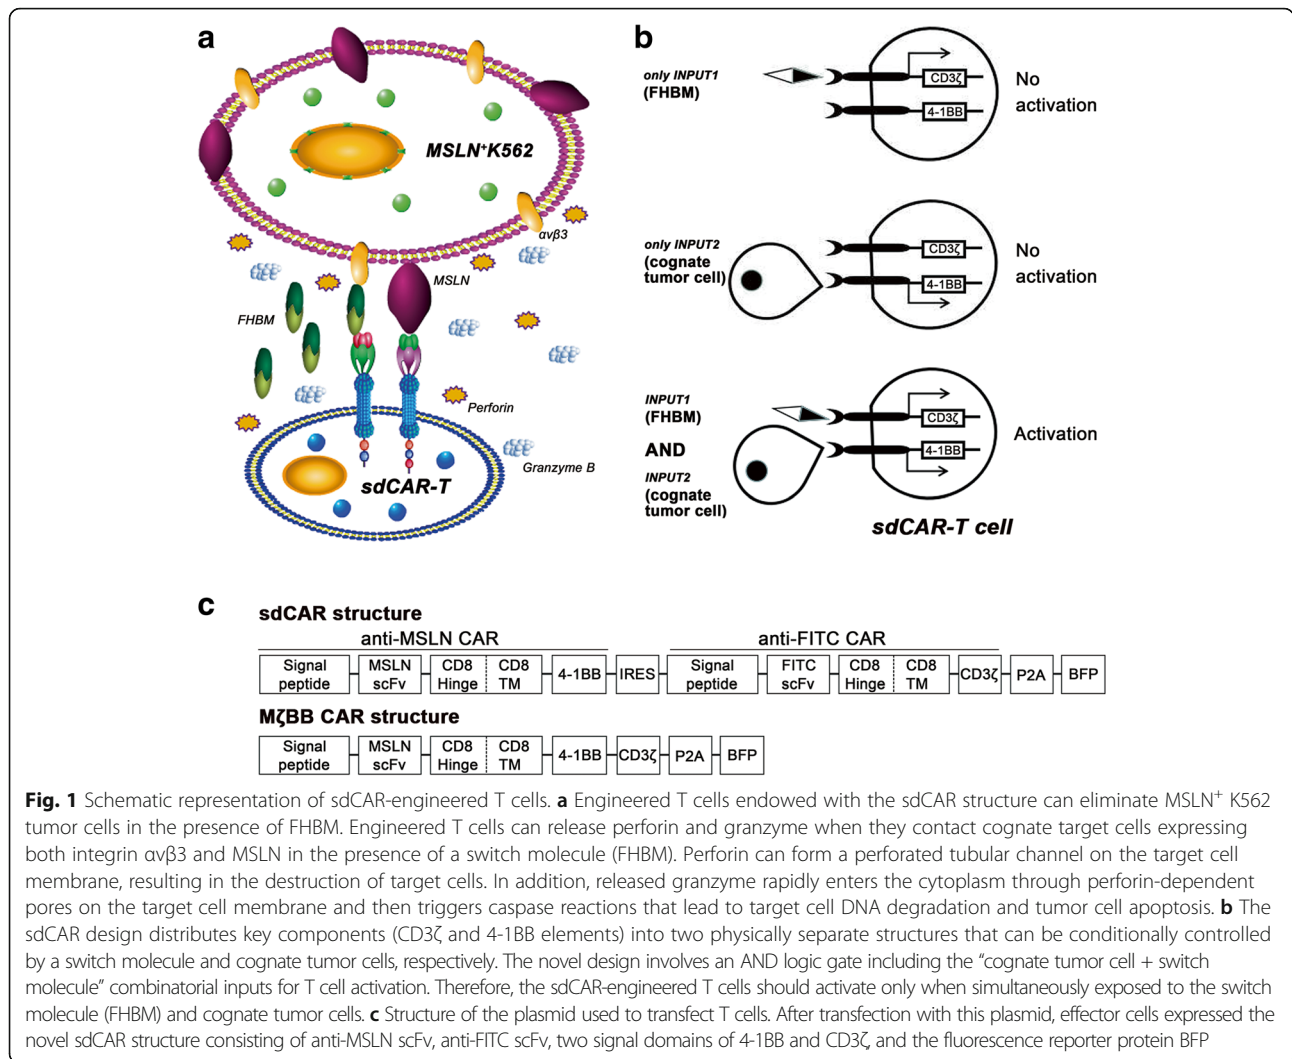 a
MSLN⁺K562
αvβ3
MSLN
FHBM
Perforin
Granzyme B
sdCAR-T
b
only INPUT1
(FHBM)
CD3ζ
4-1BB
No
activation
only INPUT2
(cognate
tumor cell)
CD3ζ
4-1BB
No
activation
INPUT1
(FHBM)
AND
INPUT2
(cognate
tumor cell)
CD3ζ
4-1BB
Activation
sdCAR-T cell
c
sdCAR structure
anti-MSLN CAR anti-FITC CAR
Signal peptide MSLN scFv CD8 Hinge CD8 TM 4-1BB IRES Signal peptide FITC scFv CD8 Hinge CD8 TM CD3ζ P2A BFP
MζBB CAR structure
Signal peptide MSLN scFv CD8 Hinge CD8 TM 4-1BB CD3ζ P2A BFP
Fig. 1 Schematic representation of sdCAR-engineered T cells. a Engineered T cells endowed with the sdCAR structure can eliminate MSLN⁺ K562
tumor cells in the presence of FHBM. Engineered T cells can release perforin and granzyme when they contact cognate target cells expressing
both integrin αvβ3 and MSLN in the presence of a switch molecule (FHBM). Perforin can form a perforated tubular channel on the target cell
membrane, resulting in the destruction of target cells. In addition, released granzyme rapidly enters the cytoplasm through perforin-dependent
pores on the target cell membrane and then triggers caspase reactions that lead to target cell DNA degradation and tumor cell apoptosis. b The
sdCAR design distributes key components (CD3ζ and 4-1BB elements) into two physically separate structures that can be conditionally controlled
by a switch molecule and cognate tumor cells, respectively. The novel design involves an AND logic gate including the “cognate tumor cell + switch
molecule” combinatorial inputs for T cell activation. Therefore, the sdCAR-engineered T cells should activate only when simultaneously exposed to the switch
molecule (FHBM) and cognate tumor cells. c Structure of the plasmid used to transfect T cells. After transfection with this plasmid, effector cells expressed the
novel sdCAR structure consisting of anti-MSLN scFv, anti-FITC scFv, two signal domains of 4-1BB and CD3ζ, and the fluorescence reporter protein BFP